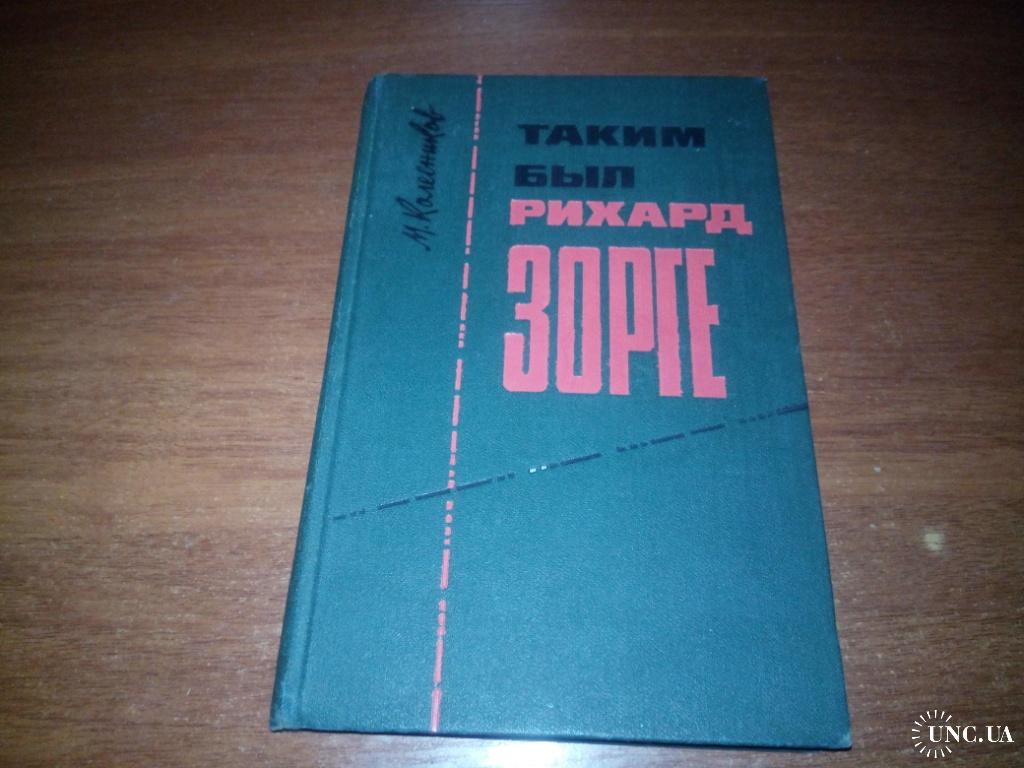 М. Колесников
ТАКИМ
БЫЛ
РИХАРД
ЗОРГЕ
UNC.UA